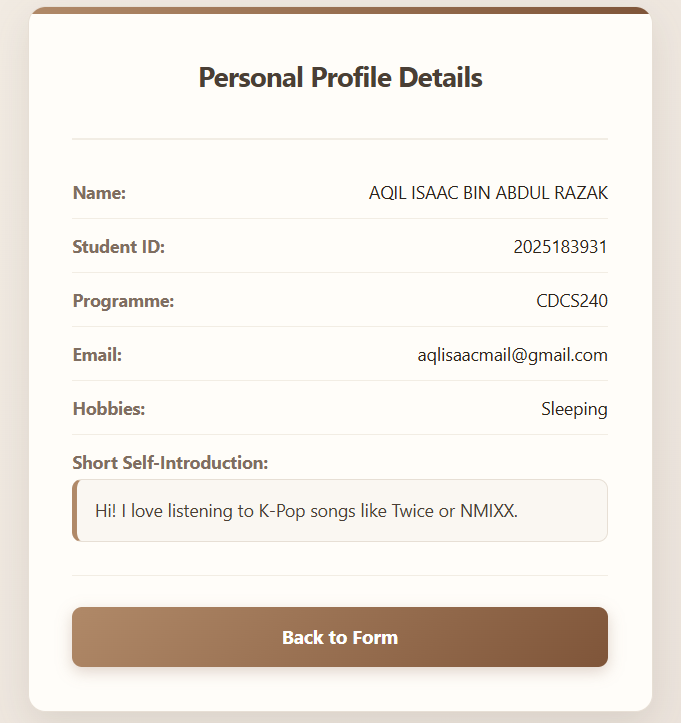 Personal Profile Details
Name: AQIL ISAAC BIN ABDUL RAZAK
Student ID: 2025183931
Programme: CDCS240
Email: aqlisaacmail@gmail.com
Hobbies: Sleeping
Short Self-Introduction:
Hi! I love listening to K-Pop songs like Twice or NMIXX.
Back to Form